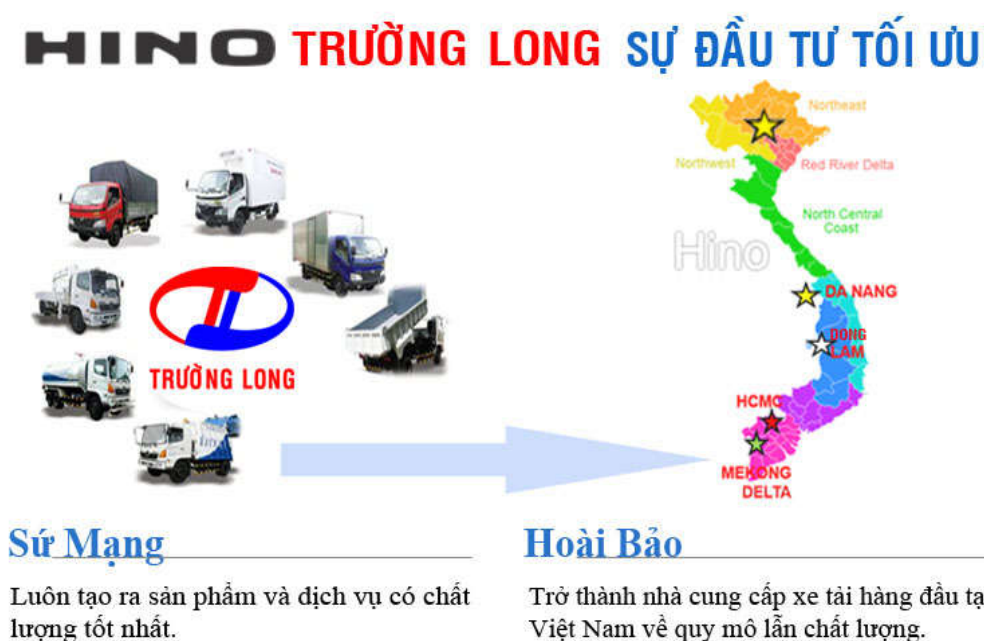 HINO TRƯỜNG LONG SỰ ĐẦU TƯ TỐI ƯU
Northeast
Northwest
Red River Delta
North Central
Coast
Hino
DA NANG
DONG
LAM
TRƯỜNG LONG
HCMC
MEKONG
DELTA
Sứ Mạng
Luôn tạo ra sản phẩm và dịch vụ có chất
lượng tốt nhất.
Hoài Bảo
Trở thành nhà cung cấp xe tải hàng đầu tạ
Việt Nam về quy mô lẫn chất lượng.